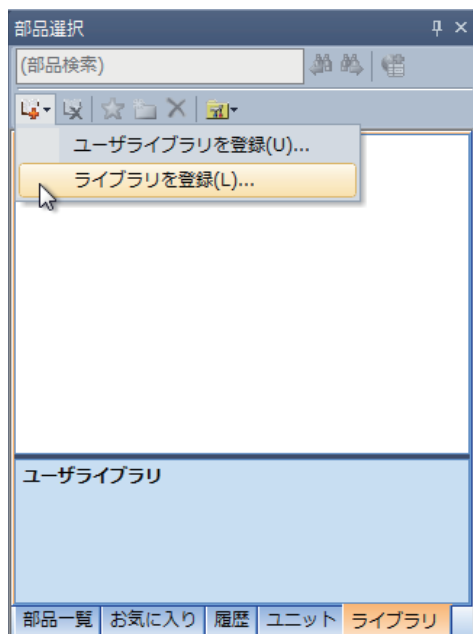 部品選択
(部品検索)
ユーザライブラリを登録(U)...
ライブラリを登録(L)...
ユーザライブラリ
部品一覧 お気に入り 履歴 ユニット ライブラリ